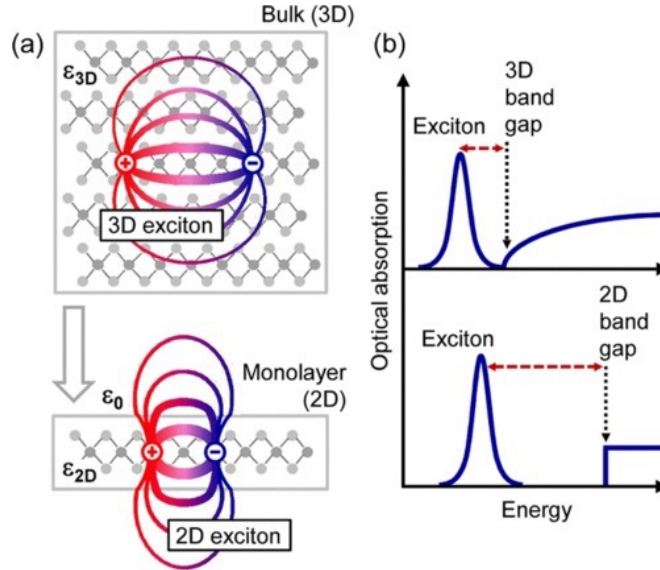 (a)
Bulk (3D)
ε3D
+
−
3D exciton
Monolayer
(2D)
ε0
ε2D
+
−
2D exciton
(b)
Optical absorption
Exciton
3D
band
gap
Exciton
2D
band
gap
Energy